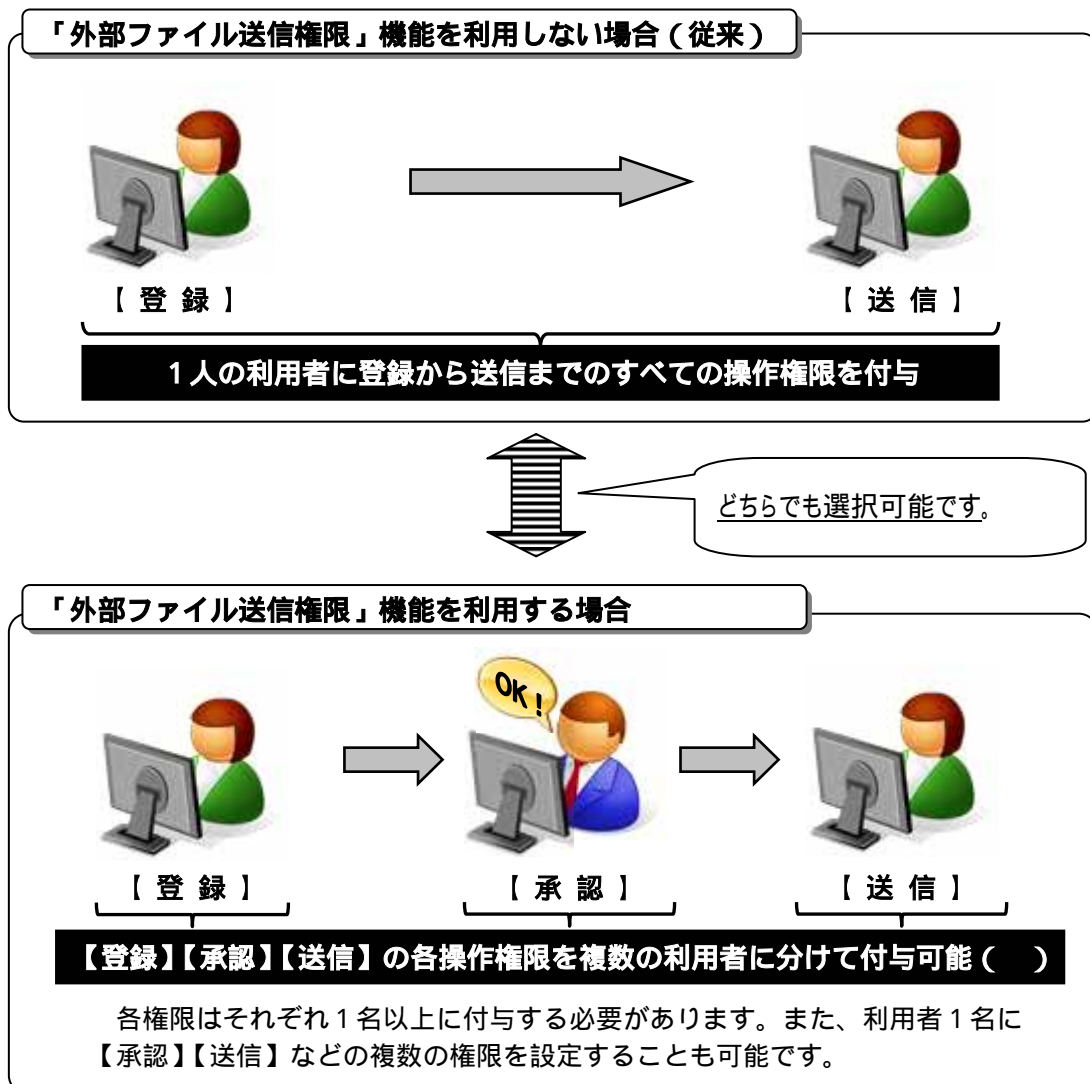 「外部ファイル送信権限」機能を利用しない場合(従来)
【登録】
【送信】
1人の利用者に登録から送信までのすべての操作権限を付与
どちらでも選択可能です。
「外部ファイル送信権限」機能を利用する場合
OK!
【登録】
【承認】
【送信】
【登録】【承認】【送信】の各操作権限を複数の利用者に分けて付与可能( )
各権限はそれぞれ1名以上に付与する必要があります。また、利用者1名に
【承認】【送信】などの複数の権限を設定することも可能です。